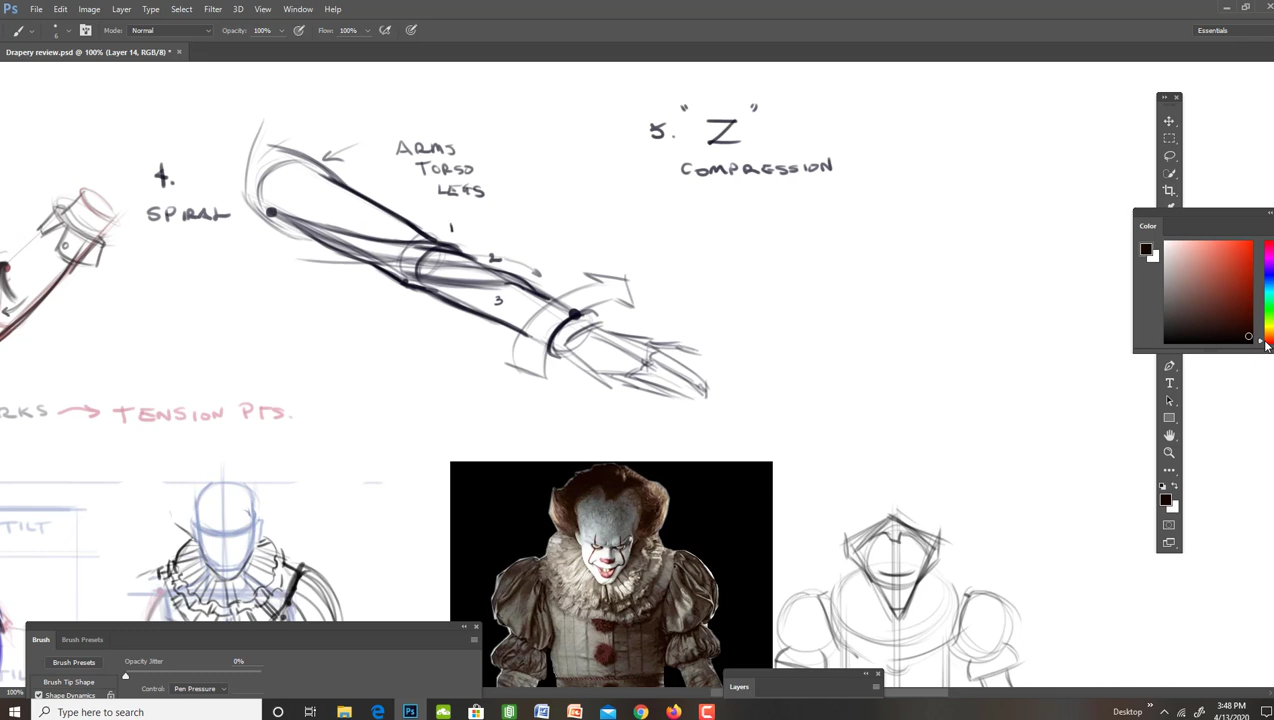 Ps File Edit Image Layer Type Select Filter 3D View Window Help
6 Mode: Normal Opacity: 100% Flow: 100% Essentials
Drapery review.psd @ 100% (Layer 14, RGB/8) * ×
5. "Z"
COMPRESSION
ARMS
TORSO
LEGS
4.
SPIRAL
1
2
3
Color
RKS → TENSION PTS.
TILT
Brush Brush Presets
Brush Presets
Opacity Jitter 0%
Brush Tip Shape
Control: Pen Pressure
Shape Dynamics
Layers
100%
Type here to search
Desktop
3:48 PM
4/13/2020